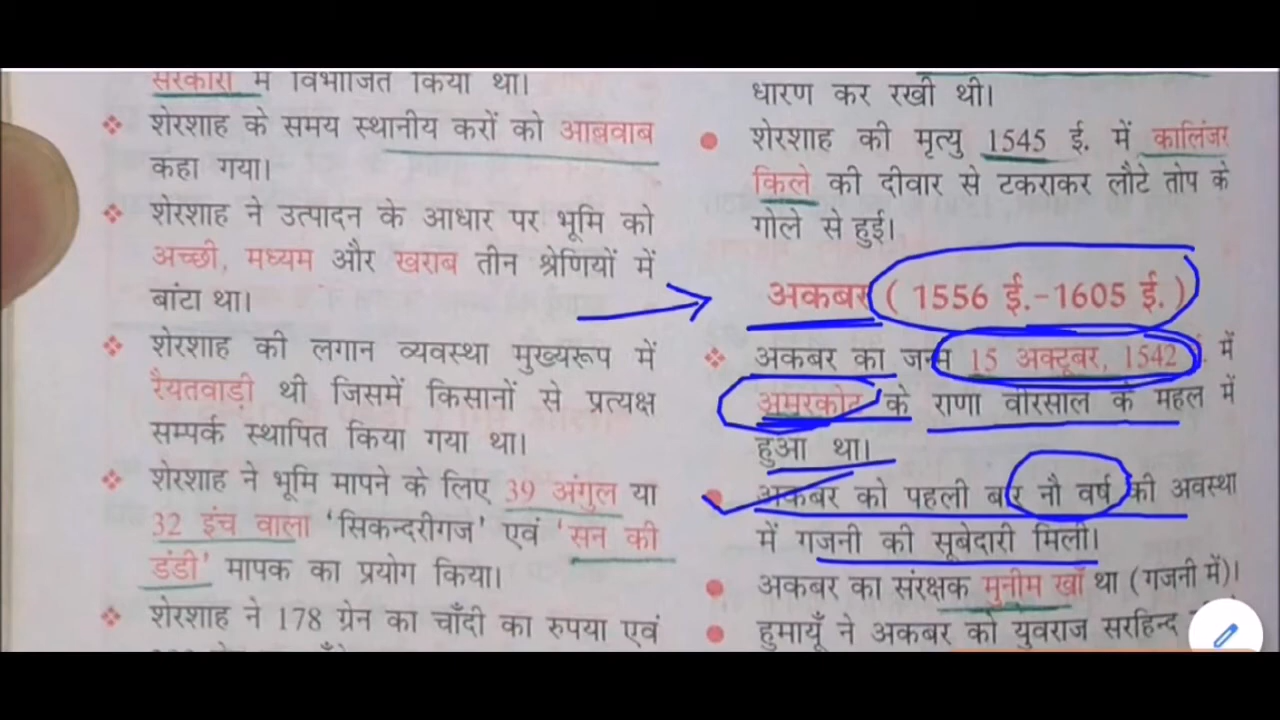 सरकारों में विभाजित किया था।
शेरशाह के समय स्थानीय करों को आबवाब
कहा गया।
शेरशाह ने उत्पादन के आधार पर भूमि को
अच्छी, मध्यम और खराब तीन श्रेणियों में
बांटा था।
शेरशाह की लगान व्यवस्था मुख्यरूप में
रैयतवाड़ी थी जिसमें किसानों से प्रत्यक्ष
सम्पर्क स्थापित किया गया था।
शेरशाह ने भूमि मापने के लिए 39 अंगुल या
32 इंच वाला ‘सिकन्दरीगज’ एवं ‘सन की
डंडी’ मापक का प्रयोग किया।
शेरशाह ने 178 ग्रेन का चाँदी का रुपया एवं
धारण कर रखी थी।
शेरशाह की मृत्यु 1545 ई. में कालिंजर
किले की दीवार से टकराकर लौटे तोप के
गोले से हुई।
अकबर ( 1556 ई.-1605 ई. )
अकबर का जन्म 15 अक्टूबर, 1542 ई. में
अमरकोट के राणा वीरसाल के महल में
हुआ था।
अकबर को पहली बार नौ वर्ष की अवस्था
में गजनी की सूबेदारी मिली।
अकबर का संरक्षक मुनीम खाँ था (गजनी में)।
हुमायूँ ने अकबर को युवराज सरहिन्द